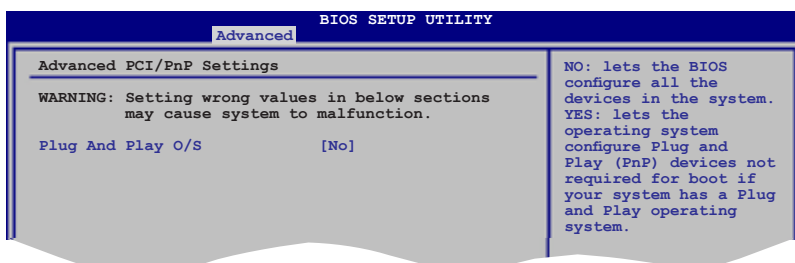 BIOS SETUP UTILITY
Advanced
Advanced PCI/PnP Settings
WARNING: Setting wrong values in below sections
may cause system to malfunction.
Plug And Play O/S [No]
NO: lets the BIOS
configure all the
devices in the system.
YES: lets the
operating system
configure Plug and
Play (PnP) devices not
required for boot if
your system has a Plug
and Play operating
system.